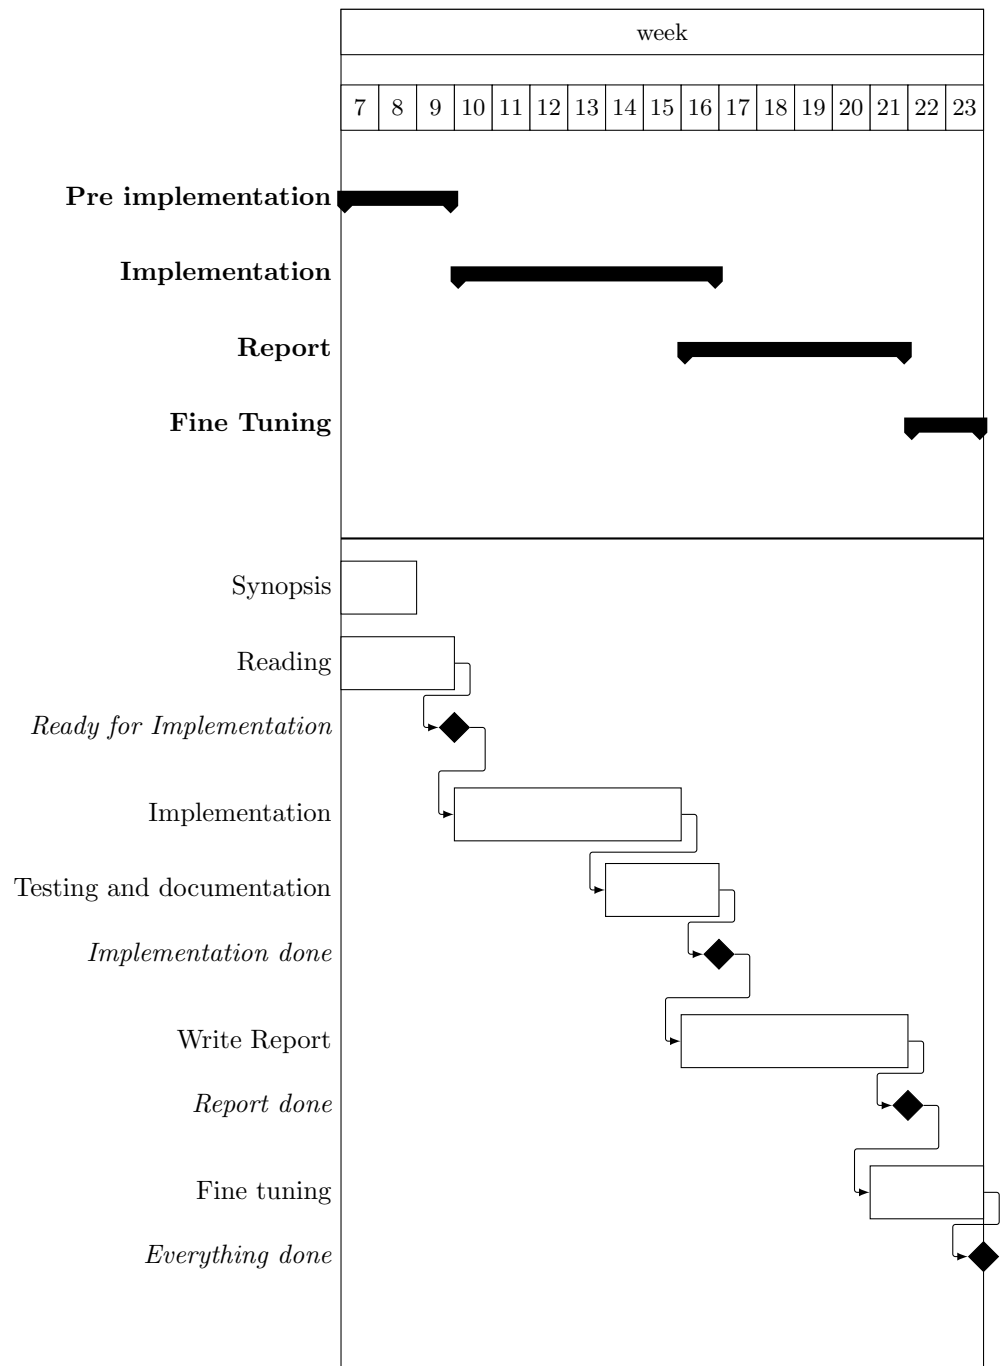 week
7 8 9 10 11 12 13 14 15 16 17 18 19 20 21 22 23
Pre implementation
Implementation
Report
Fine Tuning
Synopsis
Reading
Ready for Implementation
Implementation
Testing and documentation
Implementation done
Write Report
Report done
Fine tuning
Everything done